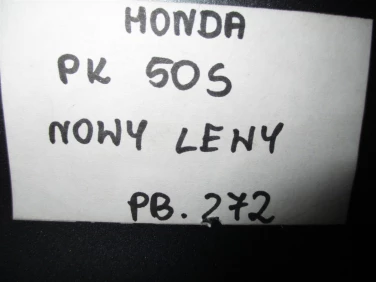 HONDA
PK 50S
NOWY LEWY
PB. 272